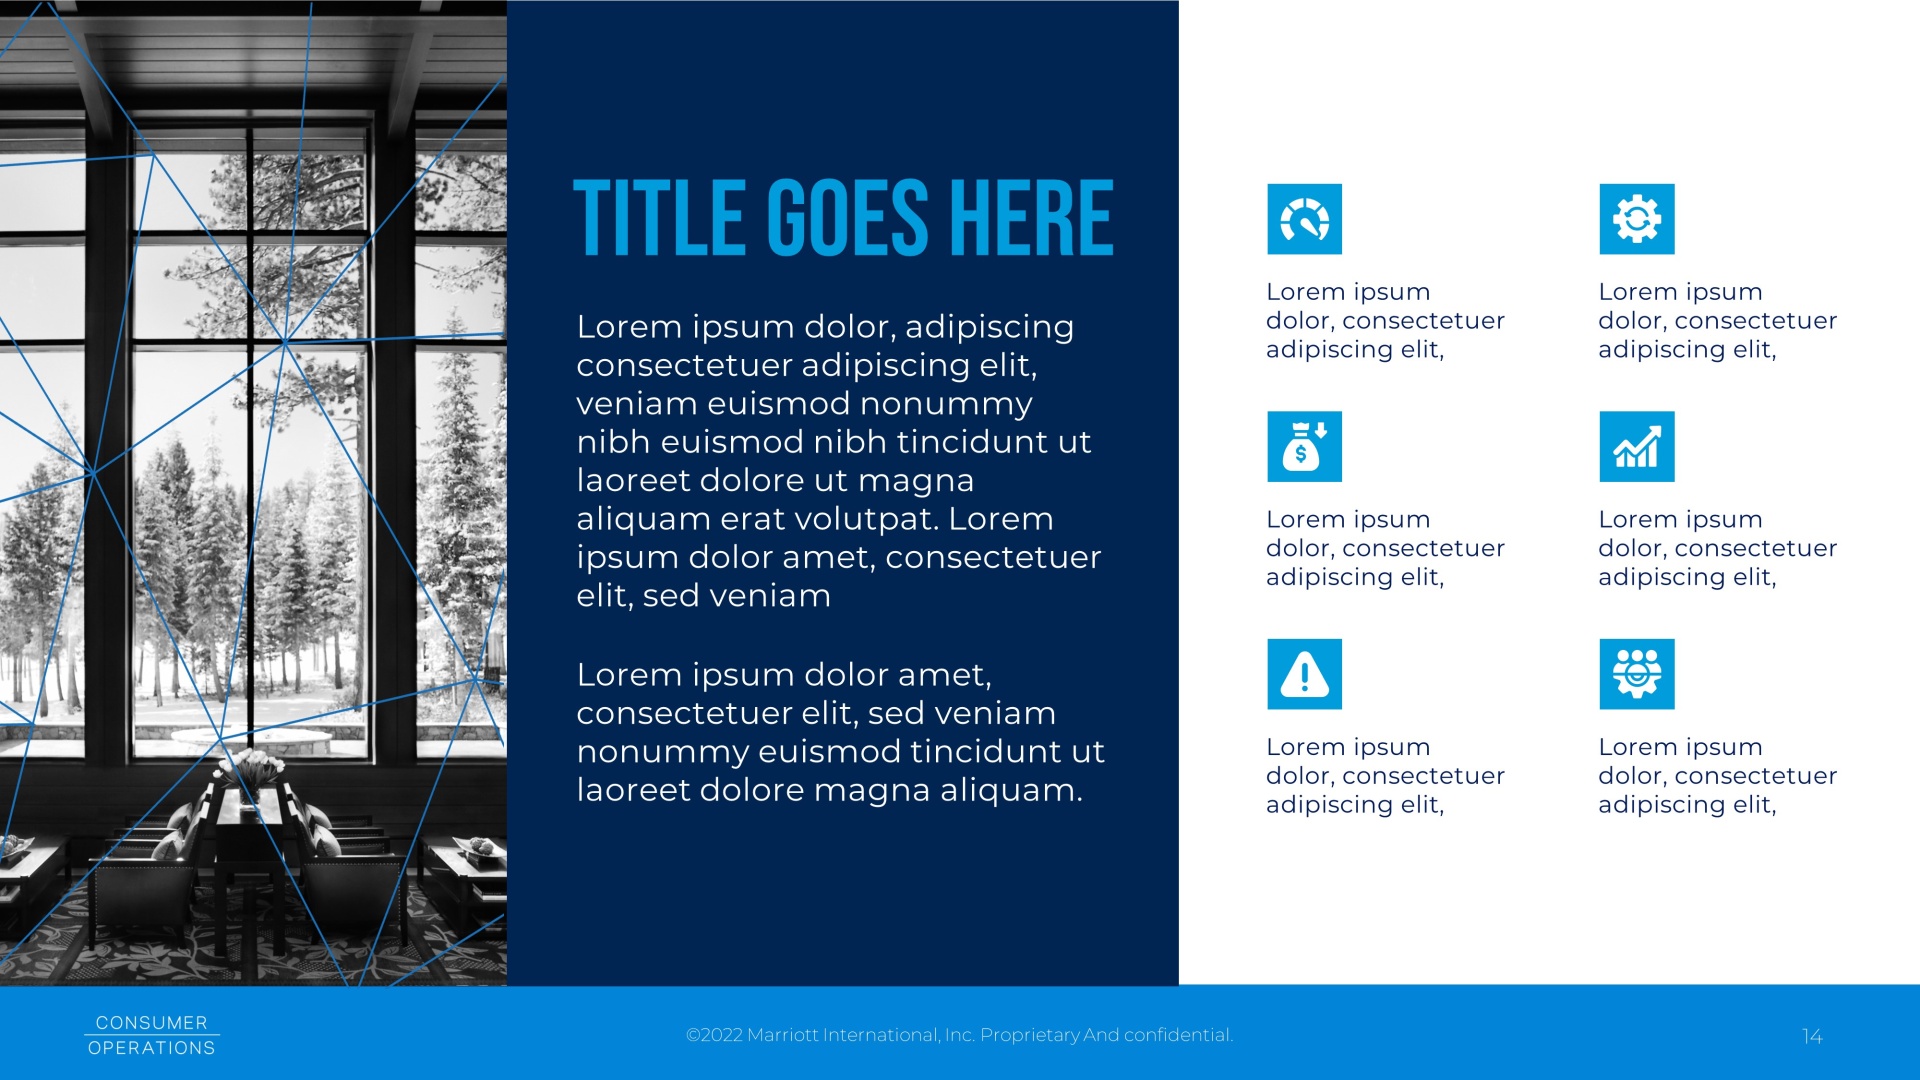 TITLE GOES HERE
Lorem ipsum dolor, adipiscing
consectetuer adipiscing elit,
veniam euismod nonummy
nibh euismod nibh tincidunt ut
laoreet dolore ut magna
aliquam erat volutpat. Lorem
ipsum dolor amet, consectetuer
elit, sed veniam
Lorem ipsum dolor amet,
consectetuer elit, sed veniam
nonummy euismod tincidunt ut
laoreet dolore magna aliquam.
Lorem ipsum
dolor, consectetuer
adipiscing elit,
Lorem ipsum
dolor, consectetuer
adipiscing elit,
$
Lorem ipsum
dolor, consectetuer
adipiscing elit,
Lorem ipsum
dolor, consectetuer
adipiscing elit,
Lorem ipsum
dolor, consectetuer
adipiscing elit,
Lorem ipsum
dolor, consectetuer
adipiscing elit,
CONSUMER
OPERATIONS
©2022 Marriott International, Inc. Proprietary And confidential.
14